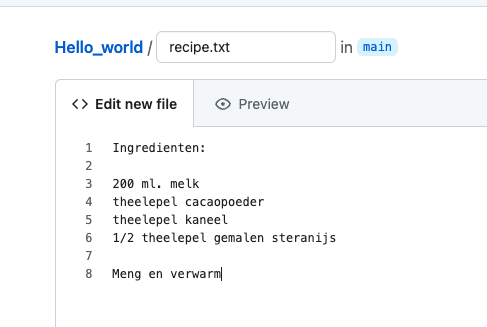 Hello_world / recipe.txt in main
Edit new file Preview
1 Ingredienten:
2
3 200 ml. melk
4 theelepel cacaopoeder
5 theelepel kaneel
6 1/2 theelepel gemalen steranijs
7
8 Meng en verwarm